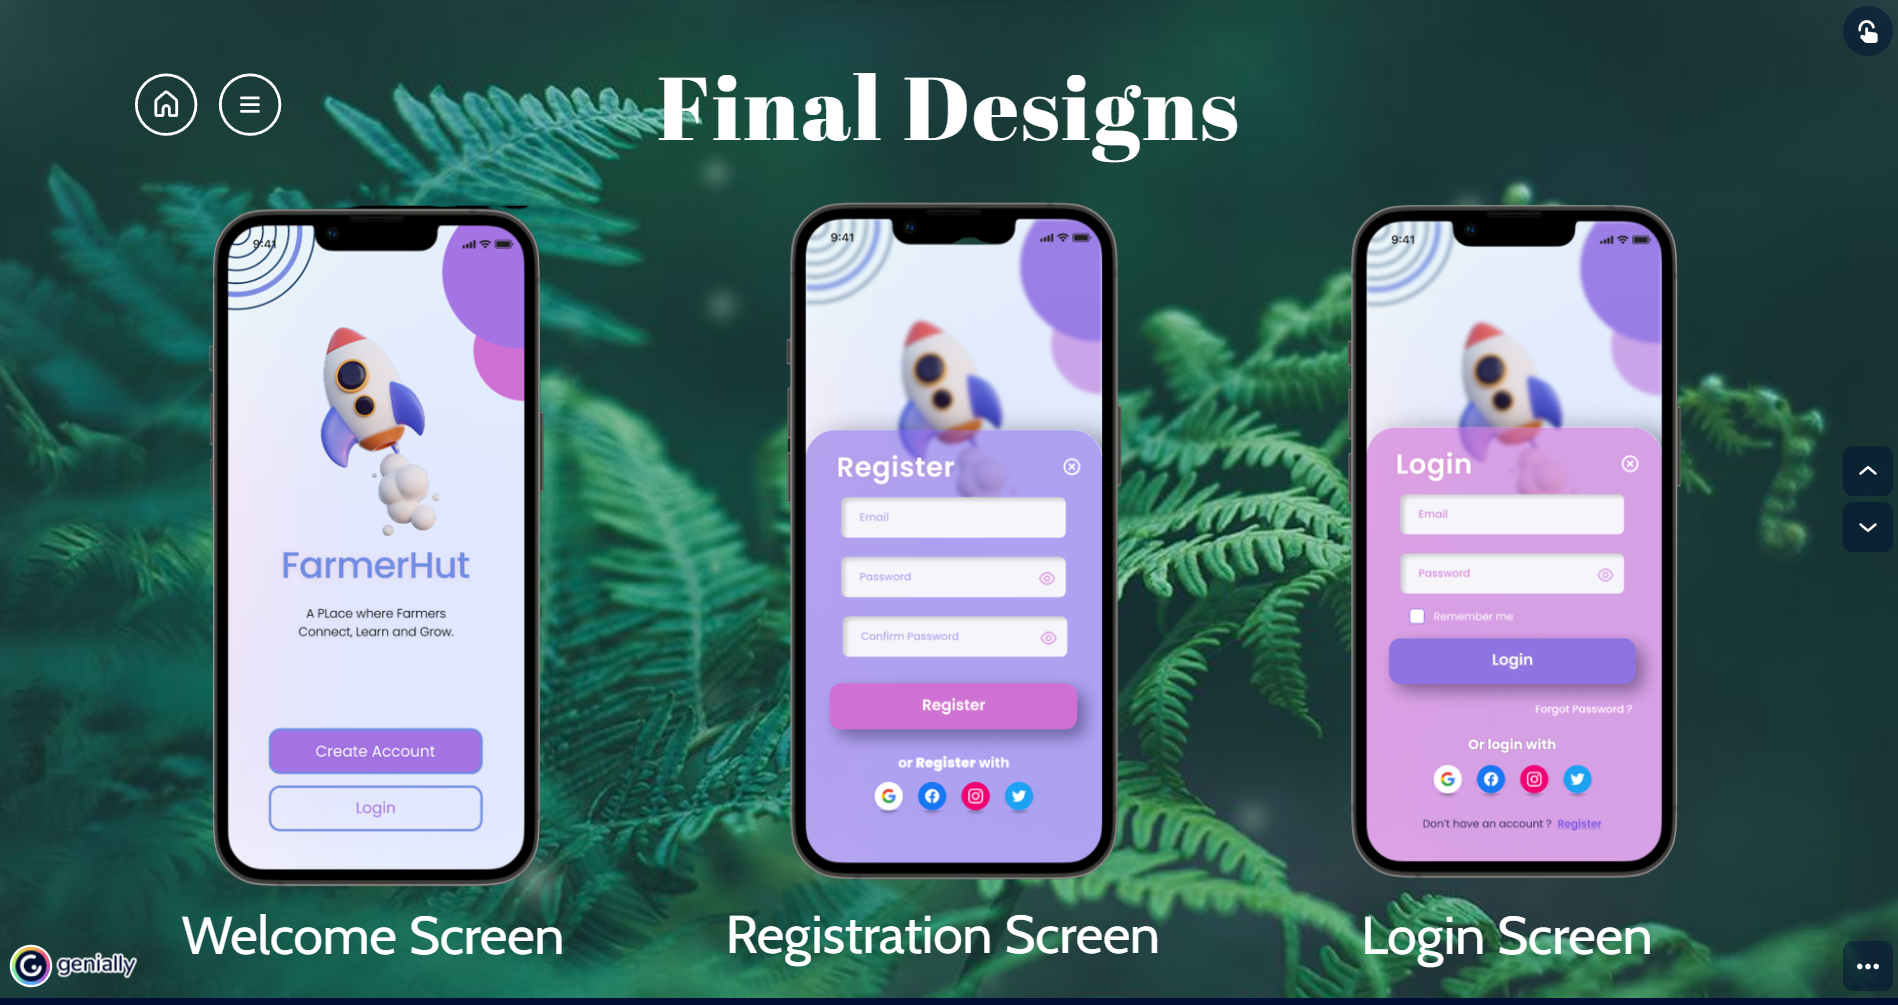 Final Designs
9:41
FarmerHut
A PLace where Farmers
Connect, Learn and Grow.
Create Account
Login
Welcome Screen
9:41
Register
Email
Password
Confirm Password
Register
or Register with
Registration Screen
9:41
Login
Email
Password
Remember me
Login
Forgot Password ?
Or login with
Don't have an account ? Register
Login Screen
genially